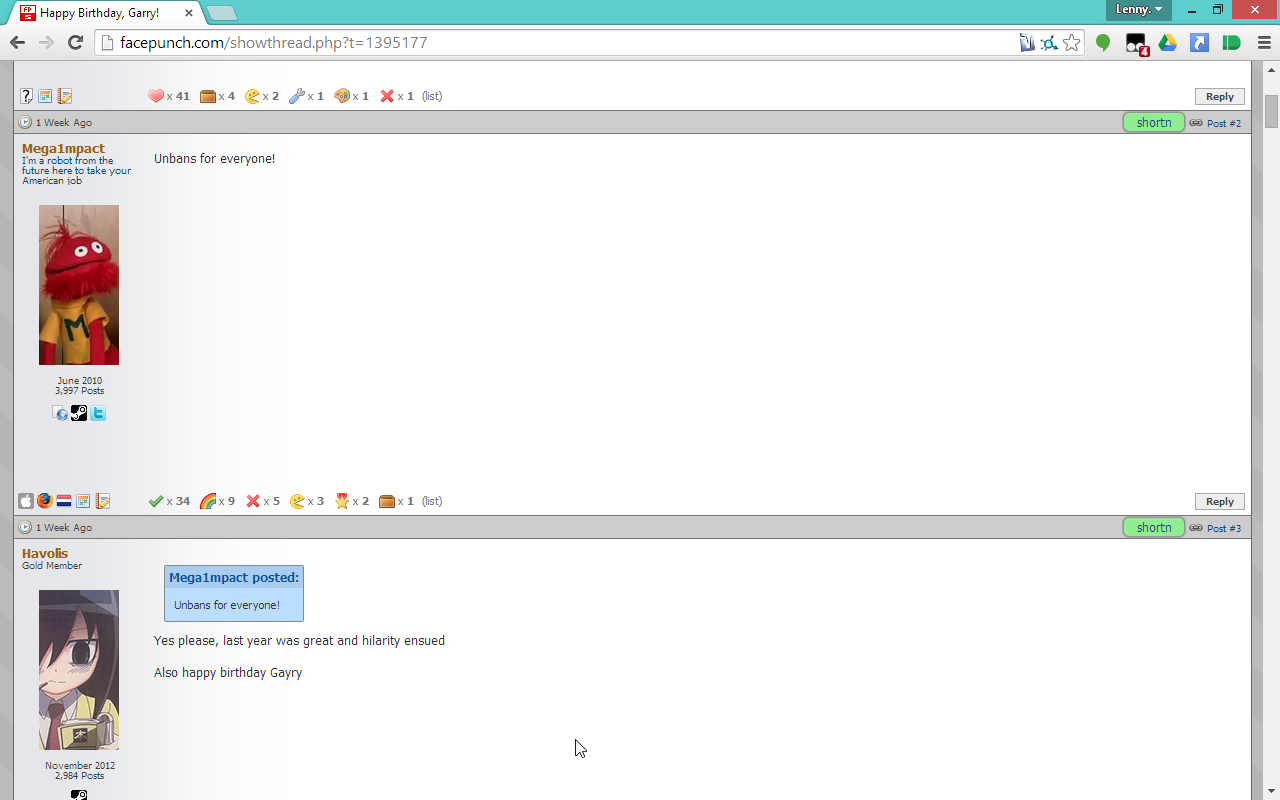 Happy Birthday, Garry!
Lenny.
facepunch.com/showthread.php?t=1395177
4
x 41 x 4 x 2 x 1 x 1 x 1 (list)
Reply
1 Week Ago
shortn
Post #2
Mega1mpact
I'm a robot from the
future here to take your
American job
Unbans for everyone!
M
June 2010
3,997 Posts
x 34 x 9 x 5 x 3 x 2 x 1 (list)
Reply
1 Week Ago
shortn
Post #3
Havolis
Gold Member
Mega1mpact posted:
Unbans for everyone!
Yes please, last year was great and hilarity ensued
Also happy birthday Gayry
November 2012
2,984 Posts